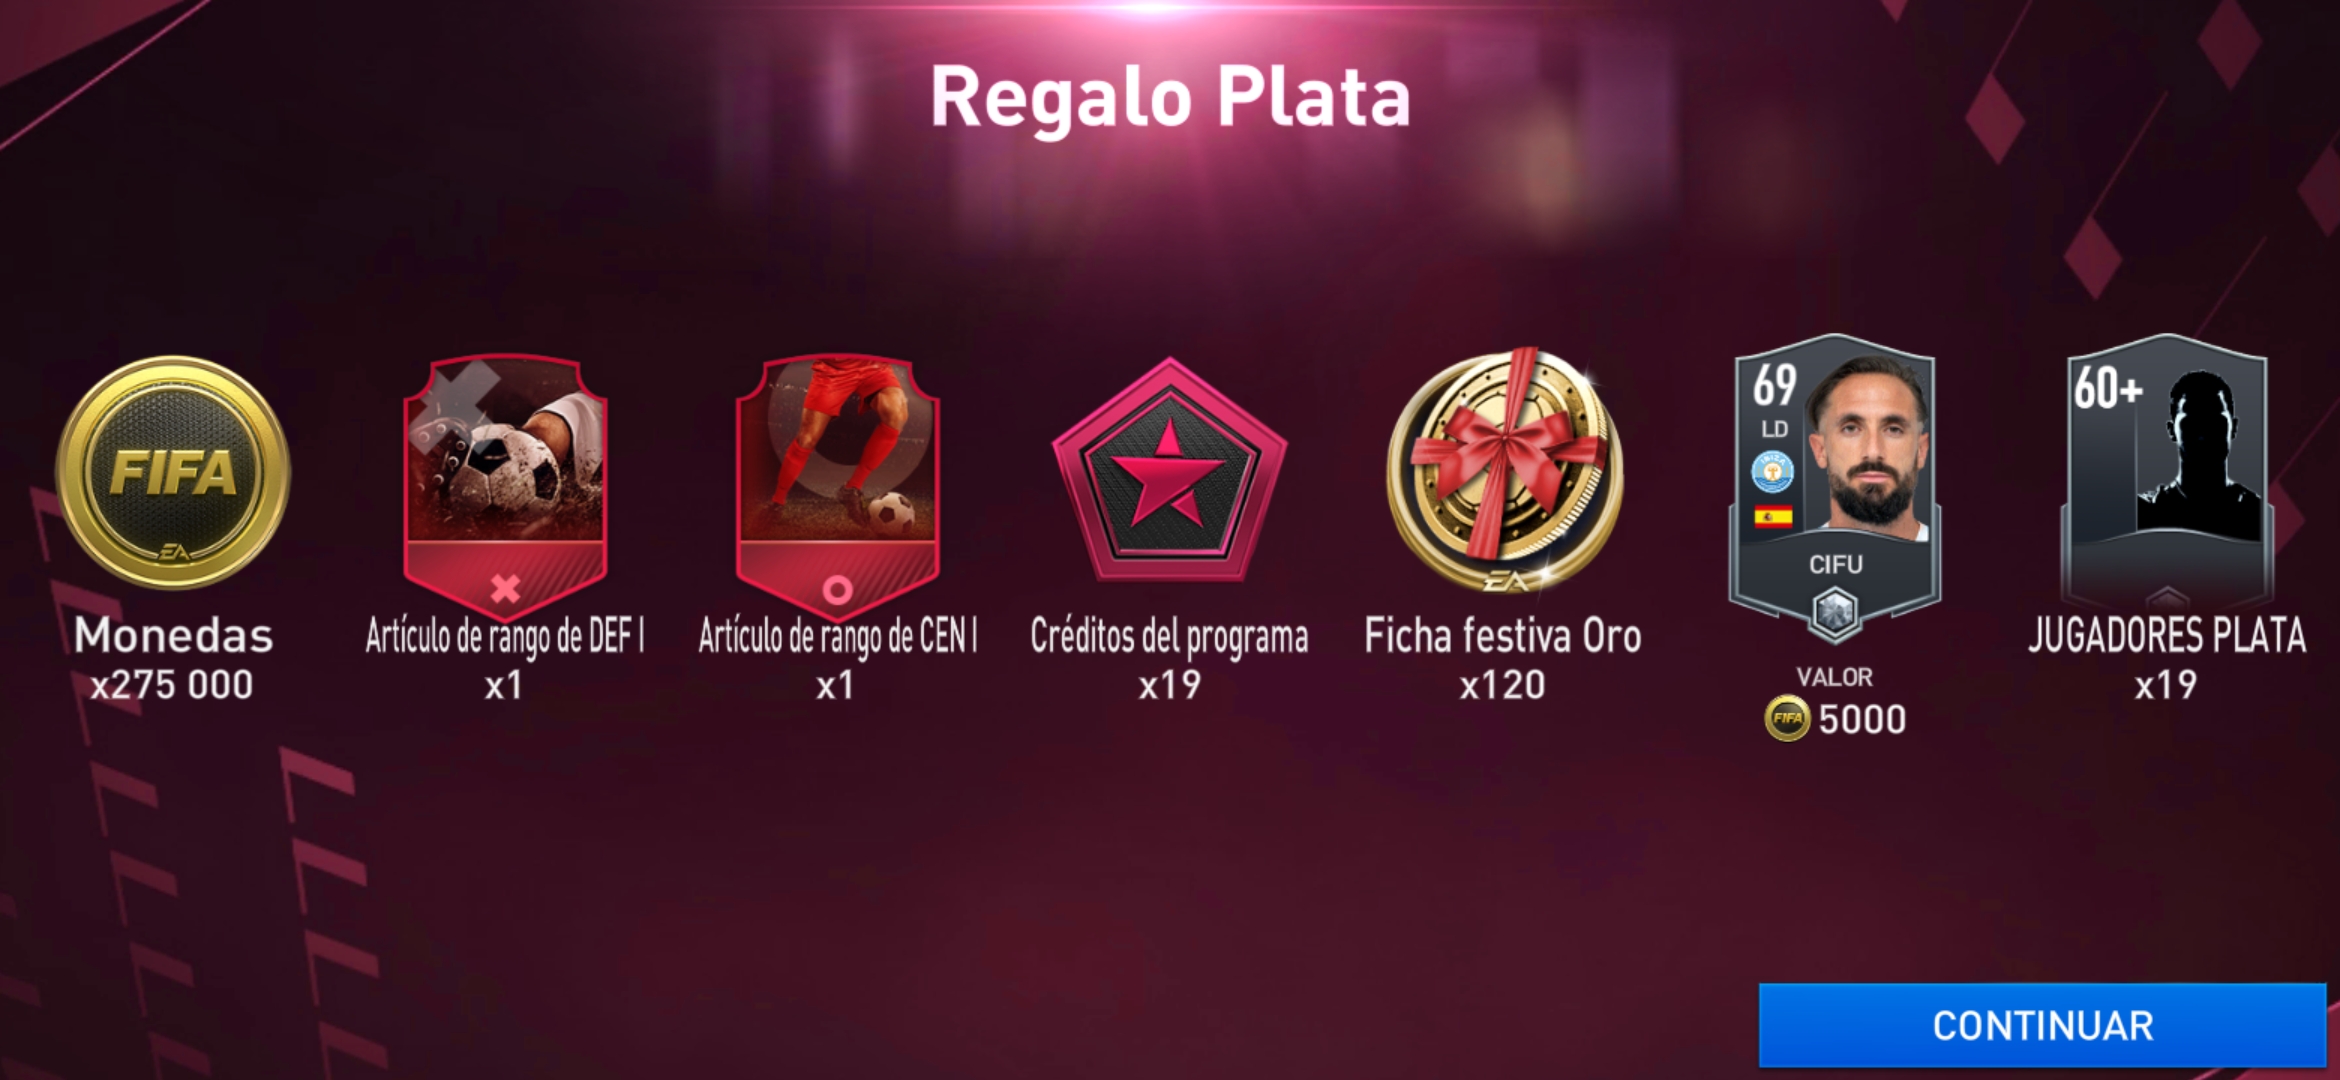 Regalo Plata
FIFA
EA
Monedas
x275 000
Artículo de rango de DEF I
x1
Artículo de rango de CEN I
x1
Créditos del programa
x19
EA
Ficha festiva Oro
x120
69
LD
IBIZA
CIFU
VALOR
FIFA 5000
60+
JUGADORES PLATA
x19
CONTINUAR